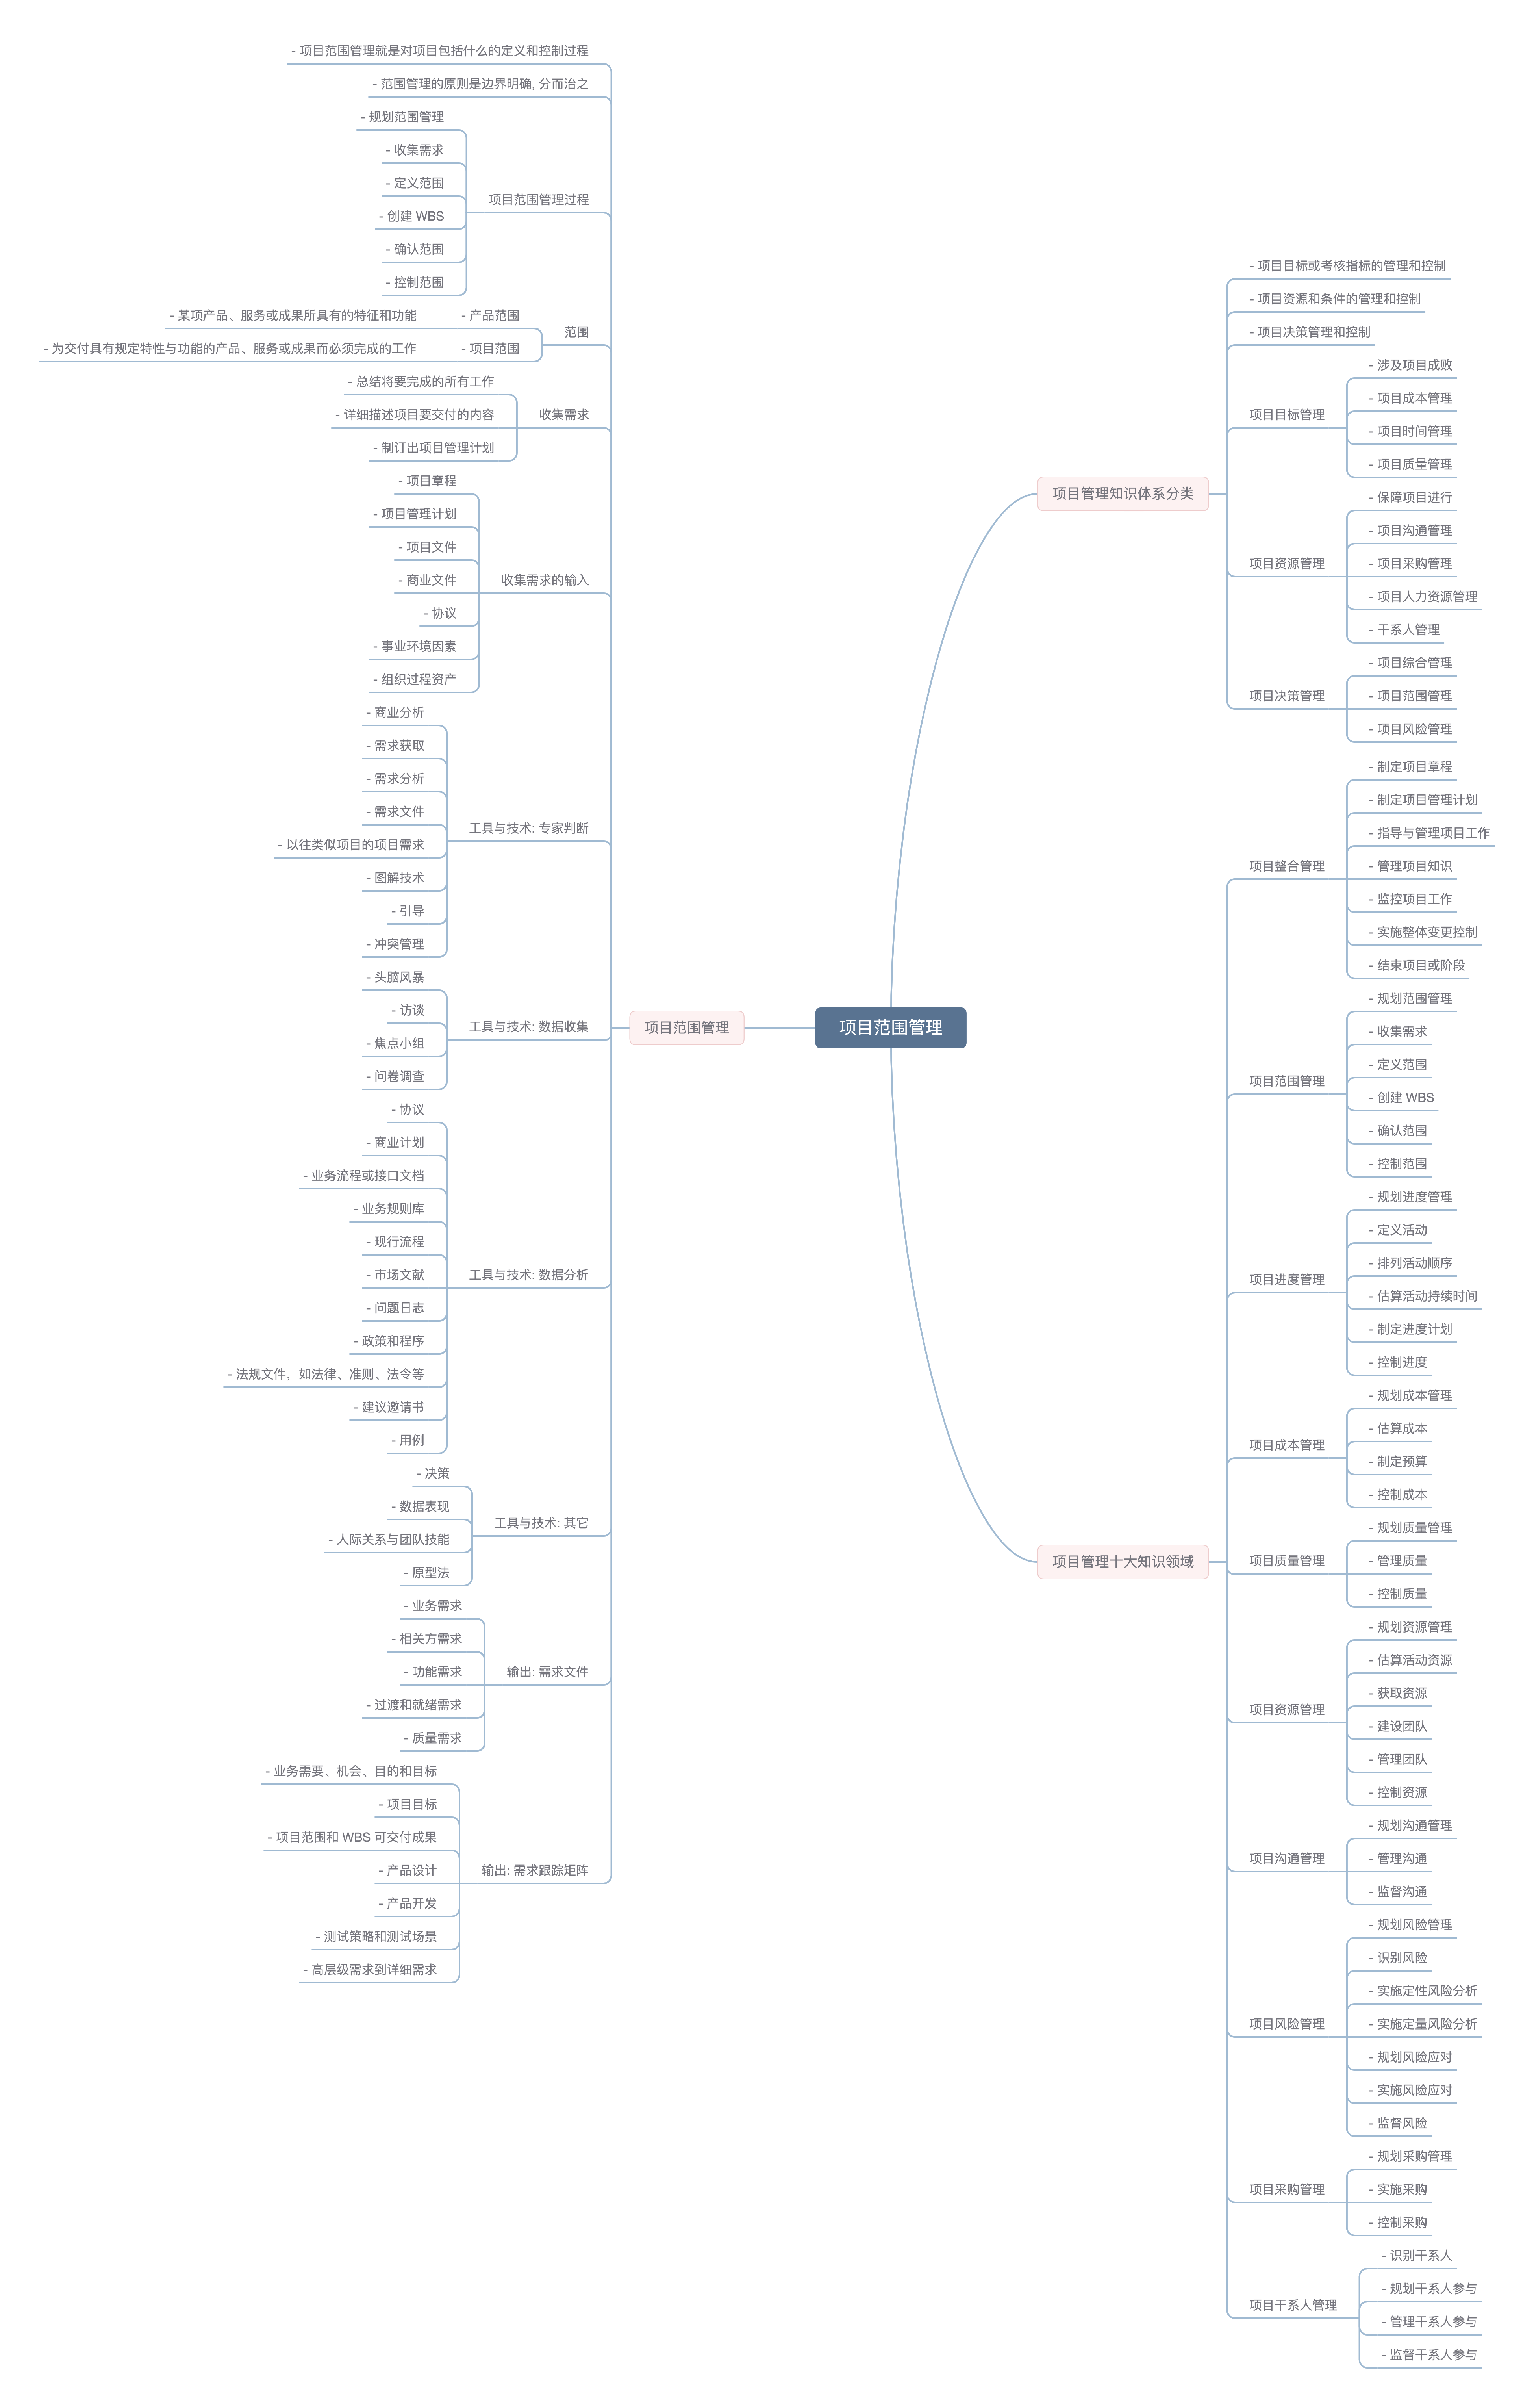 项目范围管理
项目管理知识体系分类
- 项目目标或考核指标的管理和控制
- 项目资源和条件的管理和控制
- 项目决策管理和控制
项目目标管理
- 涉及项目成败
- 项目成本管理
- 项目时间管理
- 项目质量管理
项目资源管理
- 保障项目进行
- 项目沟通管理
- 项目采购管理
- 项目人力资源管理
- 干系人管理
项目决策管理
- 项目综合管理
- 项目范围管理
- 项目风险管理
项目管理十大知识领域
项目整合管理
- 制定项目章程
- 制定项目管理计划
- 指导与管理项目工作
- 管理项目知识
- 监控项目工作
- 实施整体变更控制
- 结束项目或阶段
项目范围管理
- 规划范围管理
- 收集需求
- 定义范围
- 创建 WBS
- 确认范围
- 控制范围
项目进度管理
- 规划进度管理
- 定义活动
- 排列活动顺序
- 估算活动持续时间
- 制定进度计划
- 控制进度
项目成本管理
- 规划成本管理
- 估算成本
- 制定预算
- 控制成本
项目质量管理
- 规划质量管理
- 管理质量
- 控制质量
项目资源管理
- 规划资源管理
- 估算活动资源
- 获取资源
- 建设团队
- 管理团队
- 控制资源
项目沟通管理
- 规划沟通管理
- 管理沟通
- 监督沟通
项目风险管理
- 规划风险管理
- 识别风险
- 实施定性风险分析
- 实施定量风险分析
- 规划风险应对
- 实施风险应对
- 监督风险
项目采购管理
- 规划采购管理
- 实施采购
- 控制采购
项目干系人管理
- 识别干系人
- 规划干系人参与
- 管理干系人参与
- 监督干系人参与
项目范围管理
- 项目范围管理就是对项目包括什么的定义和控制过程
- 范围管理的原则是边界明确, 分而治之
项目范围管理过程
- 规划范围管理
- 收集需求
- 定义范围
- 创建 WBS
- 确认范围
- 控制范围
范围
- 产品范围
- 某项产品、服务或成果所具有的特征和功能
- 项目范围
- 为交付具有规定特性与功能的产品、服务或成果而必须完成的工作
收集需求
- 总结将要完成的所有工作
- 详细描述项目要交付的内容
- 制订出项目管理计划
收集需求的输入
- 项目章程
- 项目管理计划
- 项目文件
- 商业文件
- 协议
- 事业环境因素
- 组织过程资产
工具与技术: 专家判断
- 商业分析
- 需求获取
- 需求分析
- 需求文件
- 以往类似项目的项目需求
- 图解技术
- 引导
- 冲突管理
工具与技术: 数据收集
- 头脑风暴
- 访谈
- 焦点小组
- 问卷调查
工具与技术: 数据分析
- 协议
- 商业计划
- 业务流程或接口文档
- 业务规则库
- 现行流程
- 市场文献
- 问题日志
- 政策和程序
- 法规文件，如法律、准则、法令等
- 建议邀请书
- 用例
工具与技术: 其它
- 决策
- 数据表现
- 人际关系与团队技能
- 原型法
输出: 需求文件
- 业务需求
- 相关方需求
- 功能需求
- 过渡和就绪需求
- 质量需求
输出: 需求跟踪矩阵
- 业务需要、机会、目的和目标
- 项目目标
- 项目范围和 WBS 可交付成果
- 产品设计
- 产品开发
- 测试策略和测试场景
- 高层级需求到详细需求